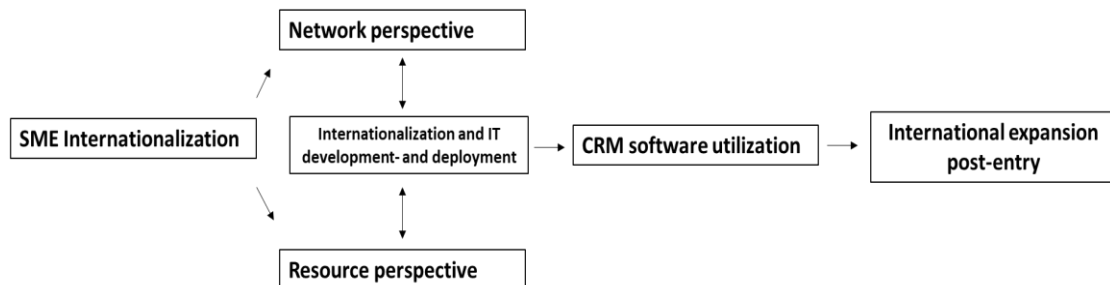 Network perspective
SME Internationalization
Internationalization and IT
development- and deployment
CRM software utilization
International expansion
post-entry
Resource perspective